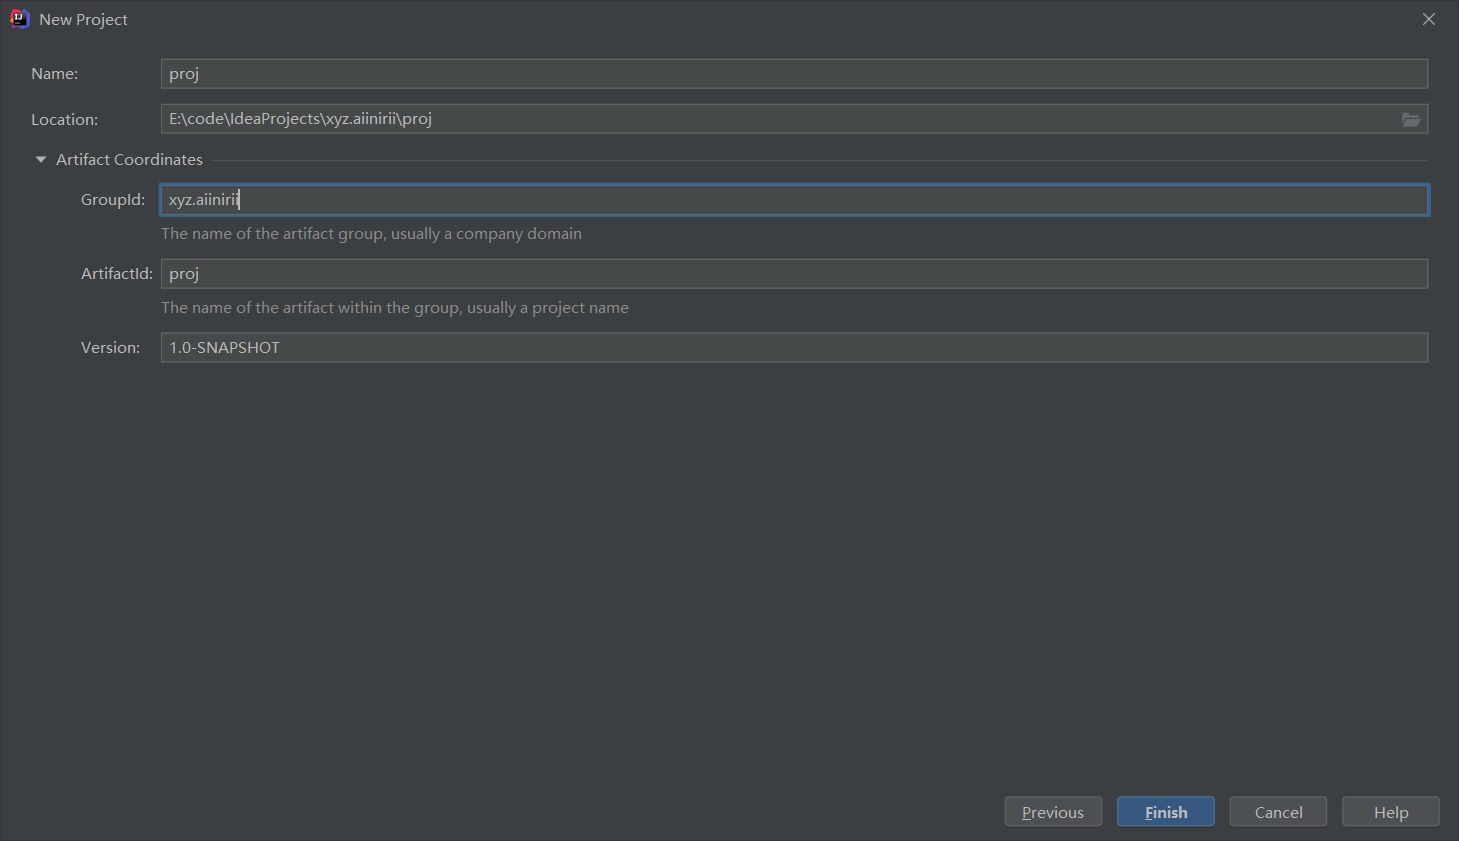 New Project
Name: proj
Location: E:\code\IdeaProjects\xyz.aiinirii\proj
Artifact Coordinates
GroupId: xyz.aiinirii
The name of the artifact group, usually a company domain
ArtifactId: proj
The name of the artifact within the group, usually a project name
Version: 1.0-SNAPSHOT
Previous Finish Cancel Help